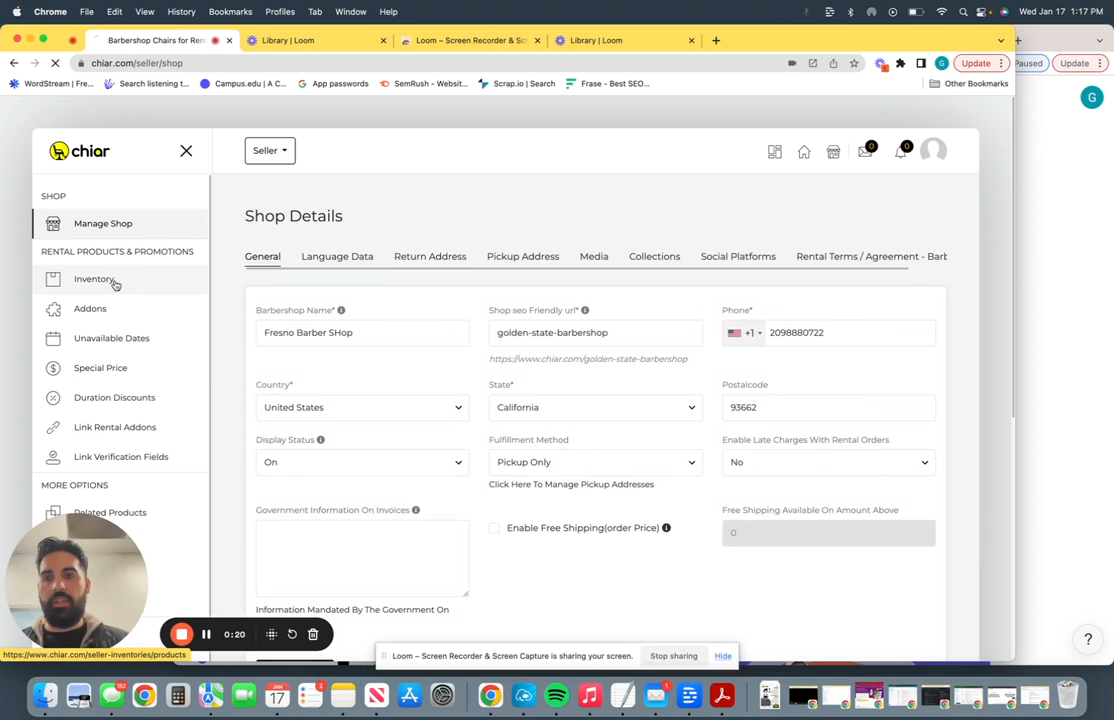 Chrome File Edit View History Bookmarks Profiles Tab Window Help Wed Jan 17 1:17 PM
Barbershop Chairs for Ren Library | Loom Loom – Screen Recorder & Sc Library | Loom
chiar.com/seller/shop G Update Paused Update
WordStream | Fre... Search listening t... Campus.edu | A C... App passwords SemRush - Websit... Scrap.io | Search Frase - Best SEO... Other Bookmarks
G
chiar
Seller
0 0
SHOP
Manage Shop
RENTAL PRODUCTS & PROMOTIONS
Inventory
Addons
Unavailable Dates
Special Price
Duration Discounts
Link Rental Addons
Link Verification Fields
MORE OPTIONS
Related Products
Shop Details
General Language Data Return Address Pickup Address Media Collections Social Platforms Rental Terms / Agreement - Barb
Barbershop Name* Shop seo Friendly url* Phone*
Fresno Barber SHop golden-state-barbershop +1 2098880722
https://www.chiar.com/golden-state-barbershop
Country* State* Postalcode
United States California 93662
Display Status Fulfillment Method Enable Late Charges With Rental Orders
On Pickup Only No
Click Here To Manage Pickup Addresses
Government Information On Invoices Enable Free Shipping(order Price) Free Shipping Available On Amount Above
0
Information Mandated By The Government On
0:20
https://www.chiar.com/seller-inventories/products
Loom – Screen Recorder & Screen Capture is sharing your screen. Stop sharing Hide
?
182 JAN 17 2 1